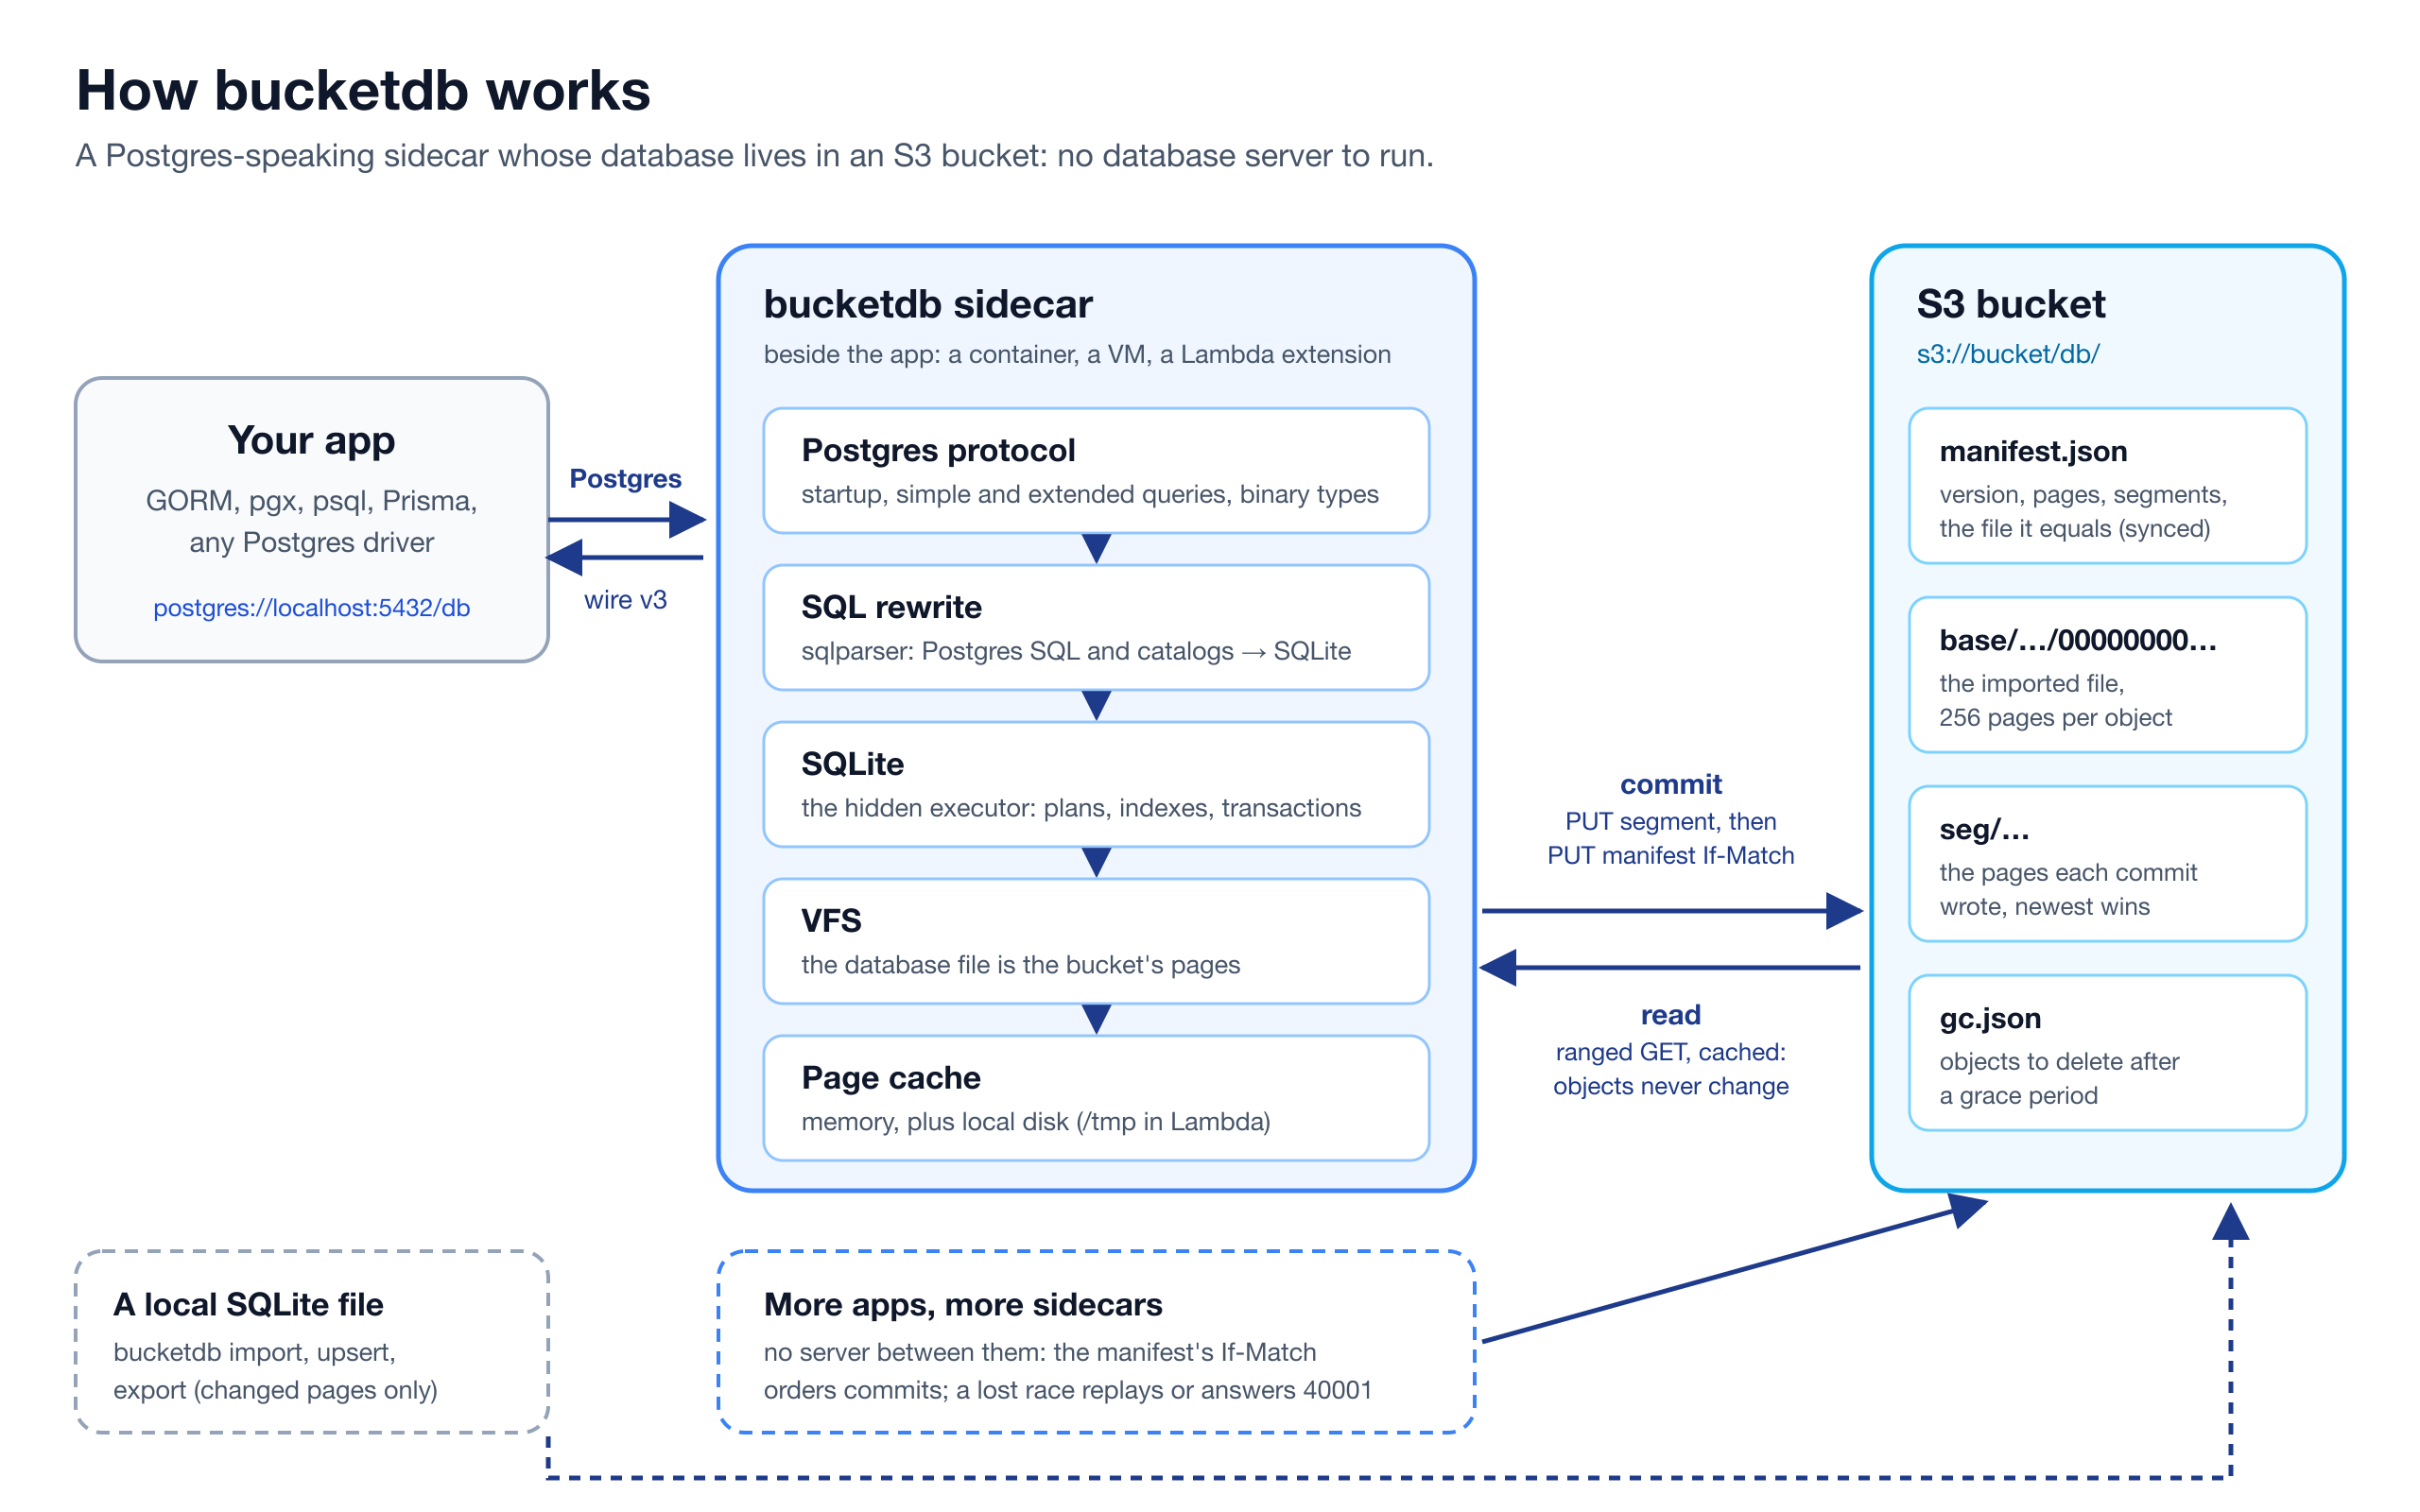 How bucketdb works
A Postgres-speaking sidecar whose database lives in an S3 bucket: no database server to run.
Your app
GORM, pgx, psql, Prisma,
any Postgres driver
postgres://localhost:5432/db
Postgres
wire v3
bucketdb sidecar
beside the app: a container, a VM, a Lambda extension
Postgres protocol
startup, simple and extended queries, binary types
SQL rewrite
sqlparser: Postgres SQL and catalogs → SQLite
SQLite
the hidden executor: plans, indexes, transactions
VFS
the database file is the bucket's pages
Page cache
memory, plus local disk (/tmp in Lambda)
commit
PUT segment, then
PUT manifest If-Match
read
ranged GET, cached:
objects never change
S3 bucket
s3://bucket/db/
manifest.json
version, pages, segments,
the file it equals (synced)
base/…/00000000…
the imported file,
256 pages per object
seg/…
the pages each commit
wrote, newest wins
gc.json
objects to delete after
a grace period
A local SQLite file
bucketdb import, upsert,
export (changed pages only)
More apps, more sidecars
no server between them: the manifest's If-Match
orders commits; a lost race replays or answers 40001